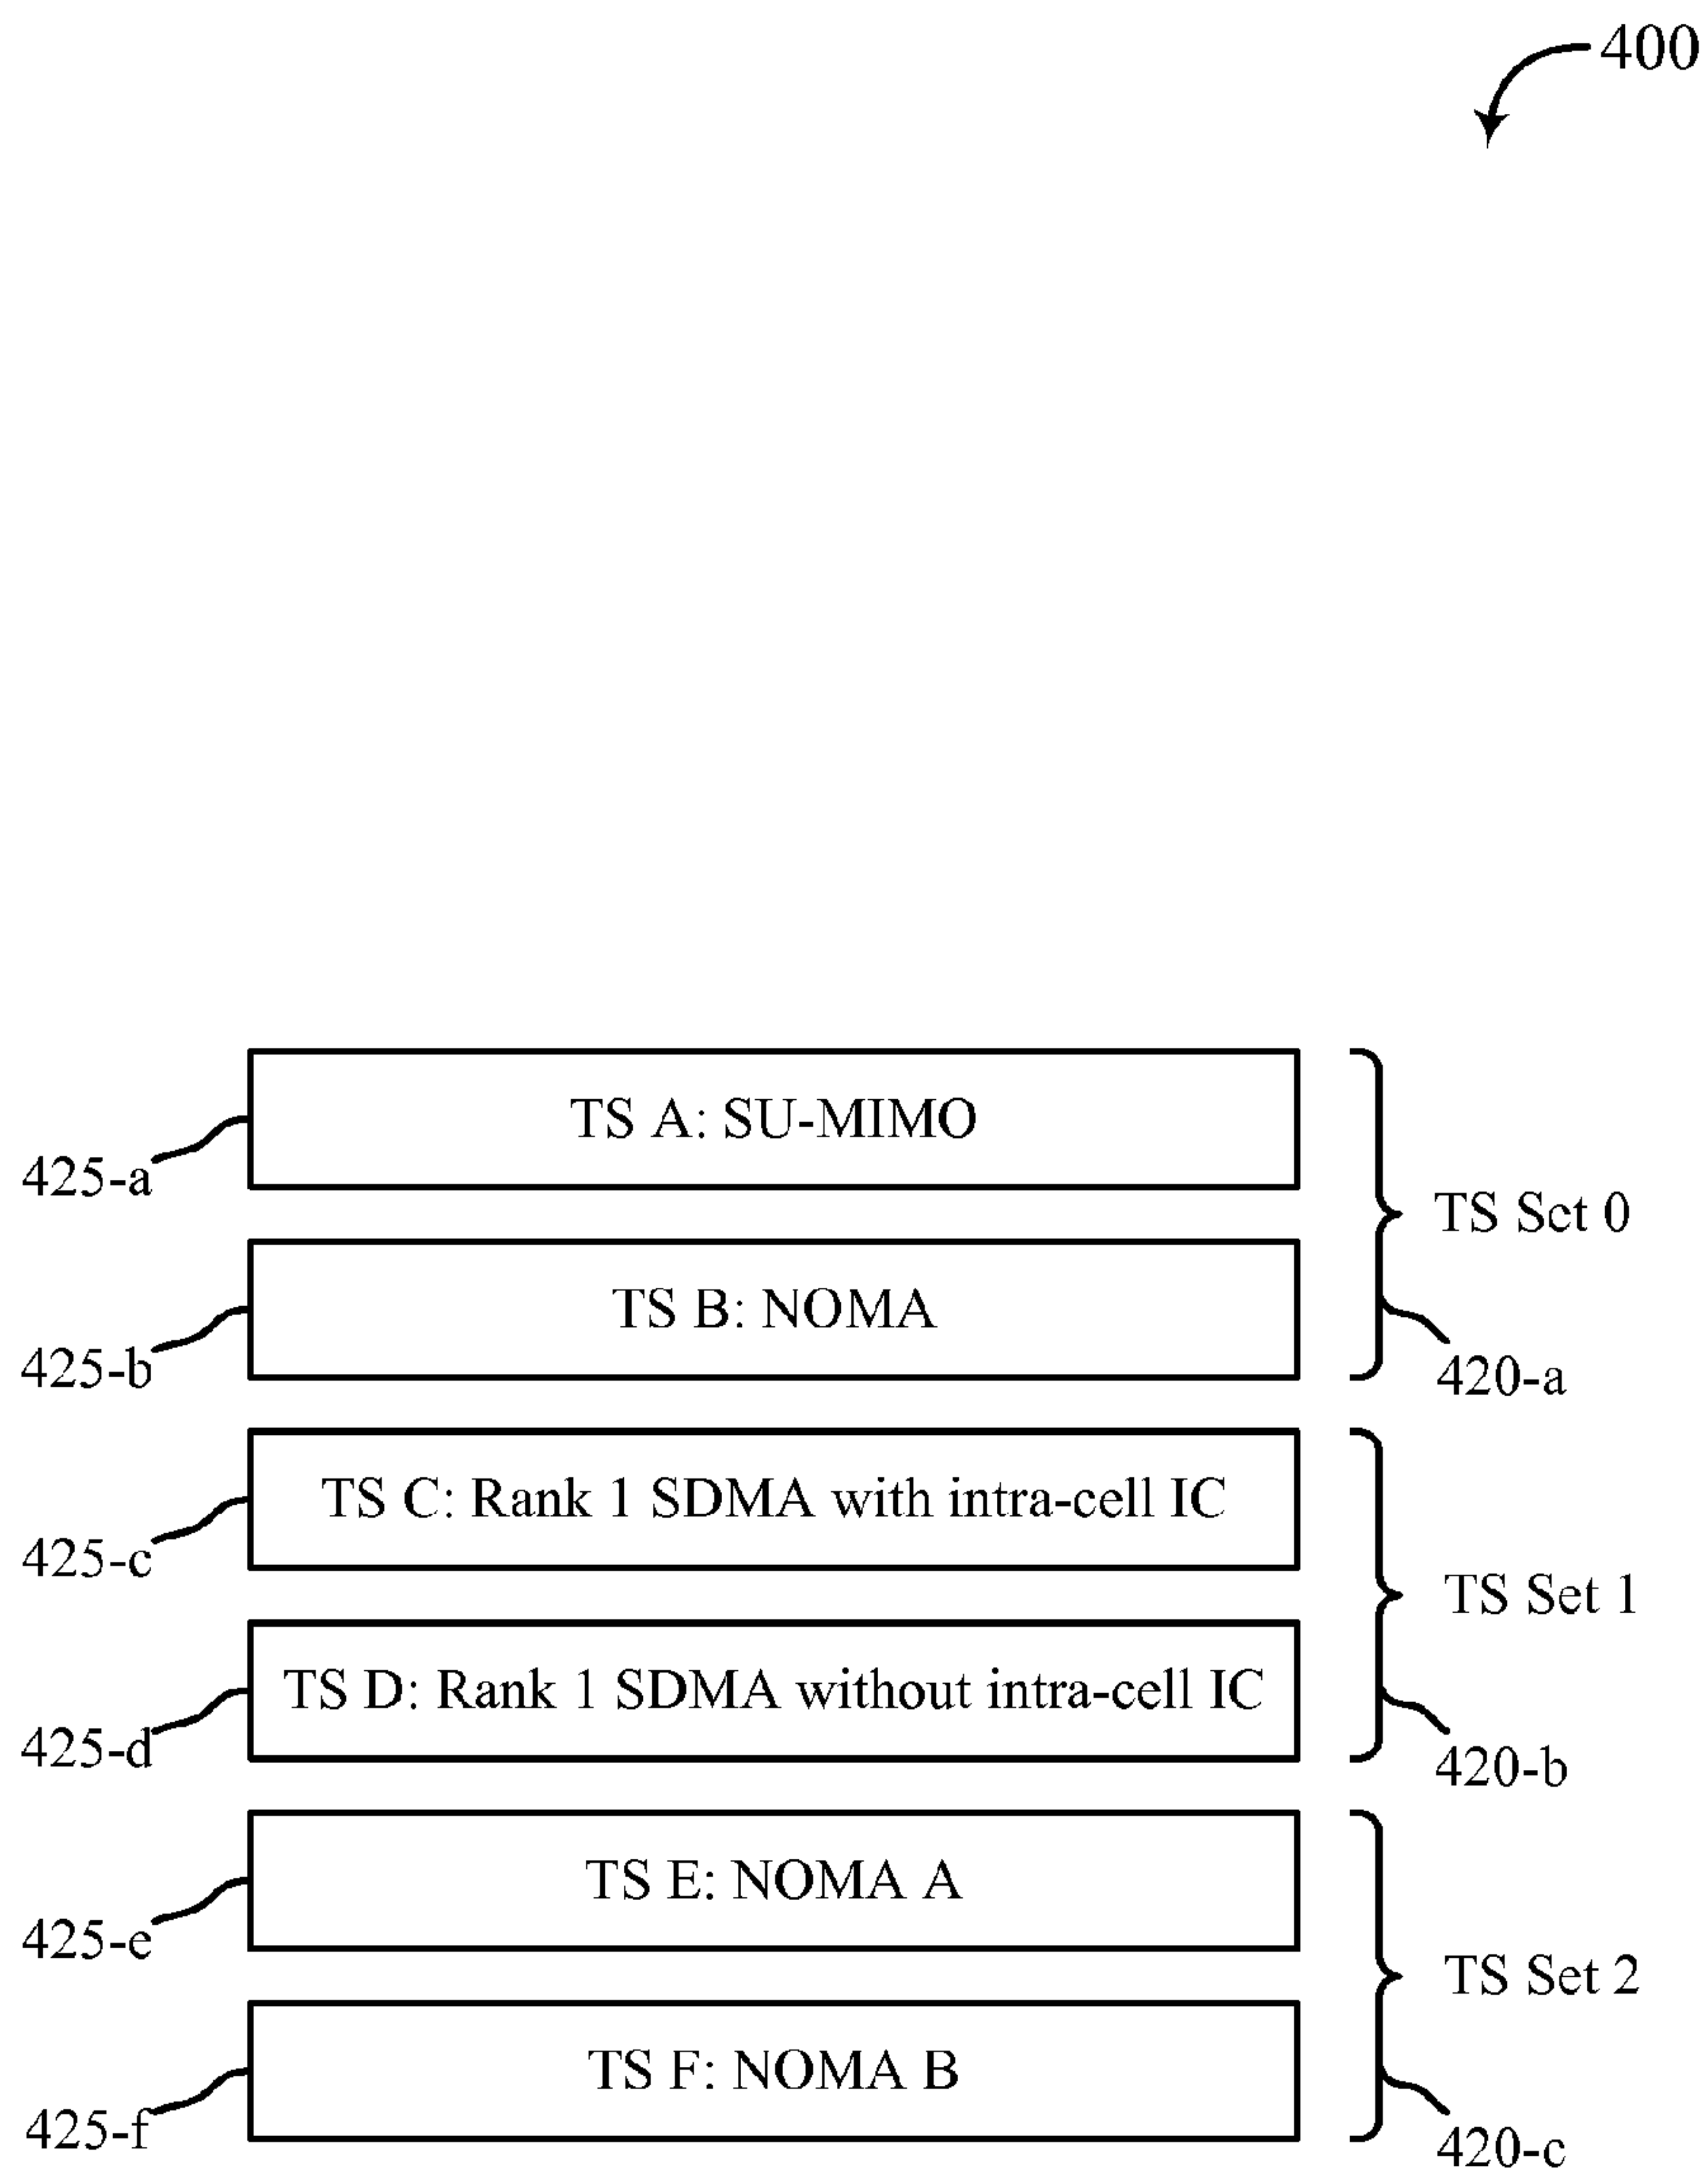 400
TS A: SU-MIMO
425-a
TS Set 0
TS B: NOMA
425-b
420-a
TS C: Rank 1 SDMA with intra-cell IC
425-c
TS Set 1
TS D: Rank 1 SDMA without intra-cell IC
425-d
420-b
TS E: NOMA A
425-e
TS Set 2
TS F: NOMA B
425-f
420-c